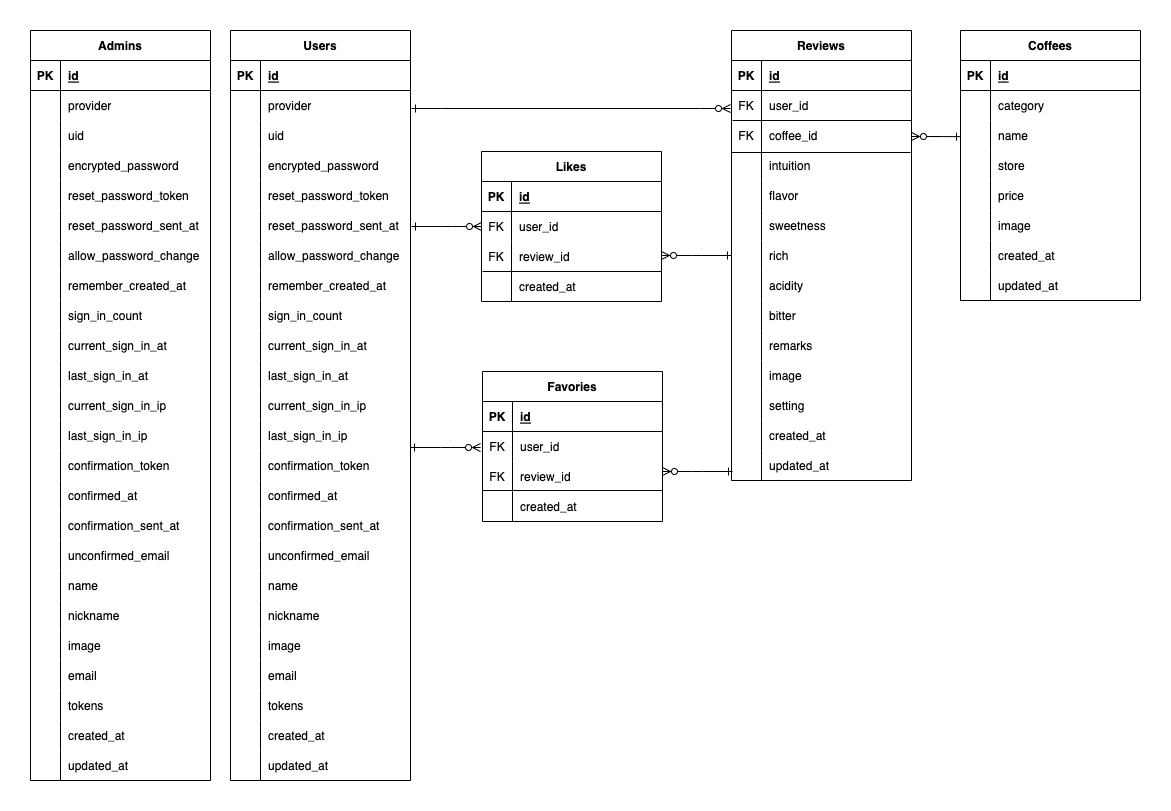 Admins
PK id
provider
uid
encrypted_password
reset_password_token
reset_password_sent_at
allow_password_change
remember_created_at
sign_in_count
current_sign_in_at
last_sign_in_at
current_sign_in_ip
last_sign_in_ip
confirmation_token
confirmed_at
confirmation_sent_at
unconfirmed_email
name
nickname
image
email
tokens
created_at
updated_at
Users
PK id
provider
uid
encrypted_password
reset_password_token
reset_password_sent_at
allow_password_change
remember_created_at
sign_in_count
current_sign_in_at
last_sign_in_at
current_sign_in_ip
last_sign_in_ip
confirmation_token
confirmed_at
confirmation_sent_at
unconfirmed_email
name
nickname
image
email
tokens
created_at
updated_at
Likes
PK id
FK user_id
FK review_id
created_at
Favories
PK id
FK user_id
FK review_id
created_at
Reviews
PK id
FK user_id
FK coffee_id
intuition
flavor
sweetness
rich
acidity
bitter
remarks
image
setting
created_at
updated_at
Coffees
PK id
category
name
store
price
image
created_at
updated_at